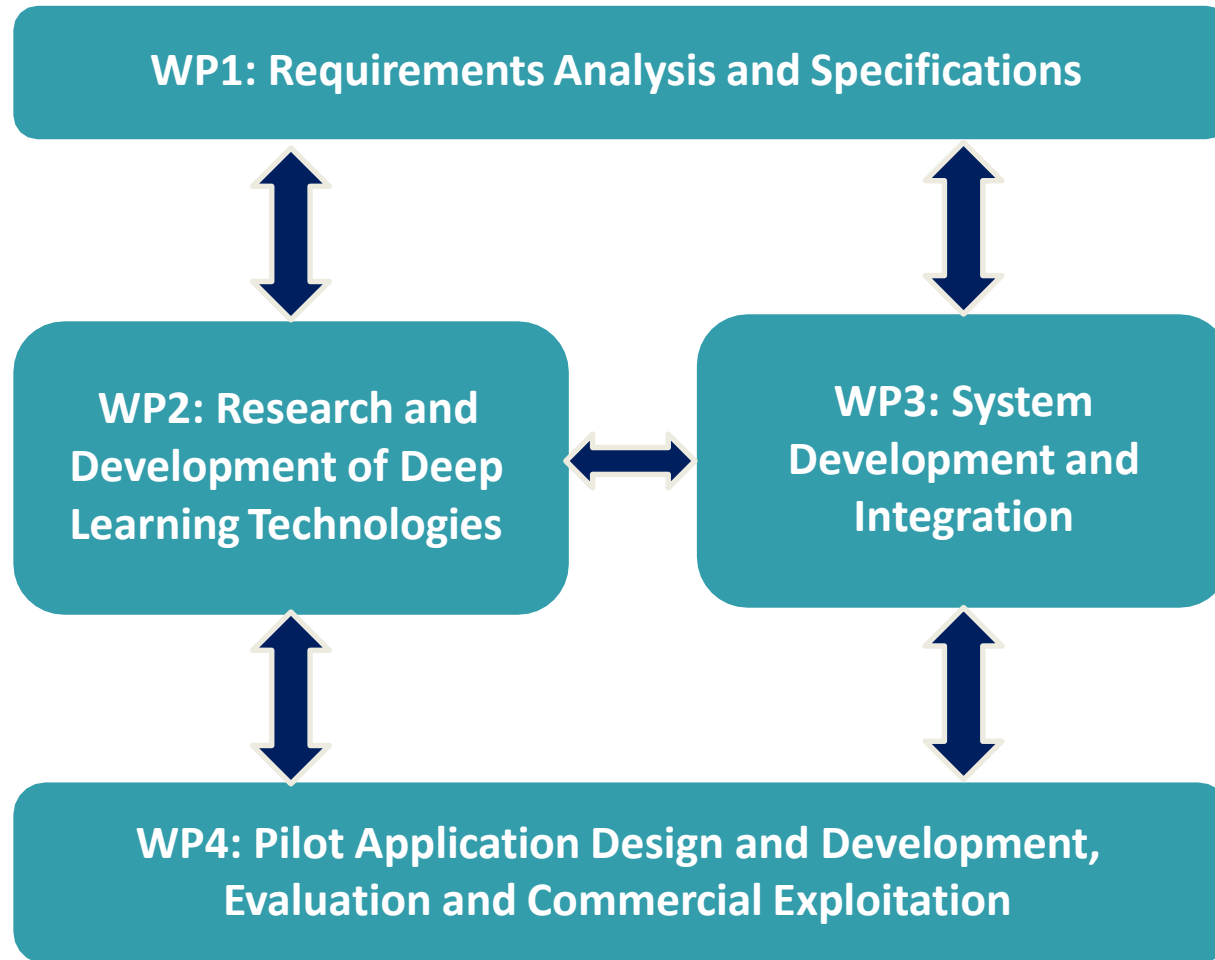 WP1: Requirements Analysis and Specifications
WP2: Research and
Development of Deep
Learning Technologies
WP3: System
Development and
Integration
WP4: Pilot Application Design and Development,
Evaluation and Commercial Exploitation